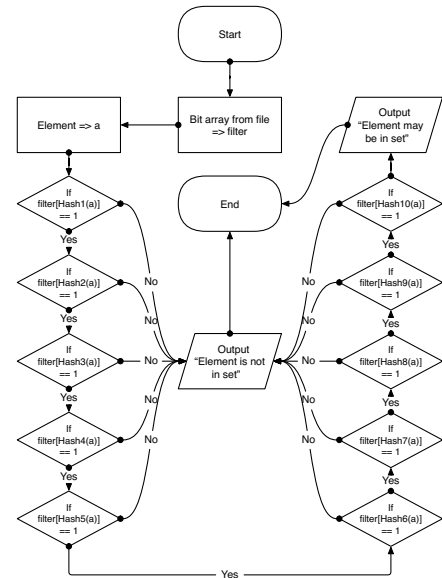 Start
Bit array from file
=> filter
Element => a
If
filter[Hash1(a)]
== 1
Yes
No
If
filter[Hash2(a)]
== 1
Yes
No
If
filter[Hash3(a)]
== 1
Yes
No
If
filter[Hash4(a)]
== 1
Yes
No
If
filter[Hash5(a)]
== 1
No
Yes
If
filter[Hash6(a)]
== 1
Yes
No
If
filter[Hash7(a)]
== 1
Yes
No
If
filter[Hash8(a)]
== 1
Yes
No
If
filter[Hash9(a)]
== 1
Yes
No
If
filter[Hash10(a)]
== 1
No
Output
“Element may
be in set”
Output
“Element is not
in set”
End